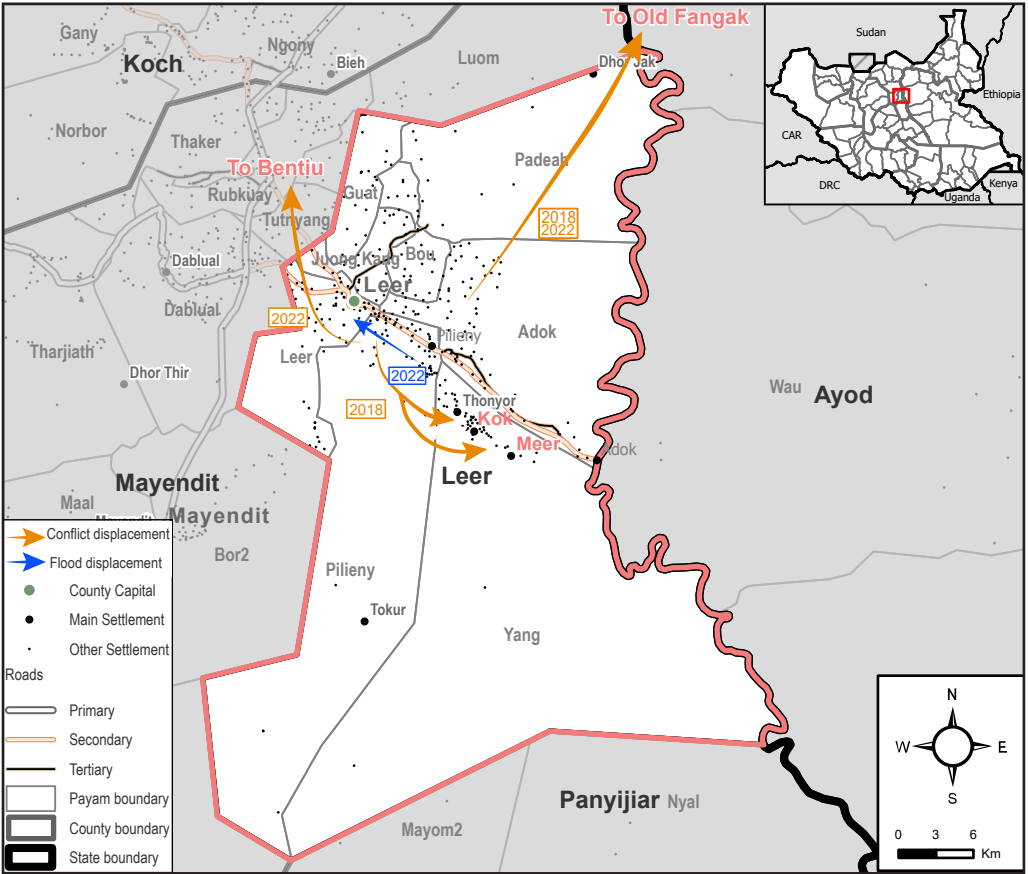 To Old Fangak
Gany
Ngony
Koch
Bieh
Luom
Dhor Jak
Norbor
Thaker
Padeah
To Bentiu
Rubkuay
Guat
Tutnyang
2018
2022
Juong Kang
Bou
Dablual
Leer
Dablual
2022
Pilieny
Adok
Tharjiath
Leer
Dhor Thir
2022
Wau
Ayod
2018
Thonyor
Kok
Meer
Adok
Leer
Mayendit
Maal
Mayendit
Mayendit
Bor2
Pilieny
Tokur
Yang
Panyijiar
Nyal
Mayom2
Sudan
Ethiopia
CAR
DRC
Kenya
Uganda
Conflict displacement
Flood displacement
County Capital
Main Settlement
Other Settlement
Roads
Primary
Secondary
Tertiary
Payam boundary
County boundary
State boundary
N
W
E
S
0 3 6
Km